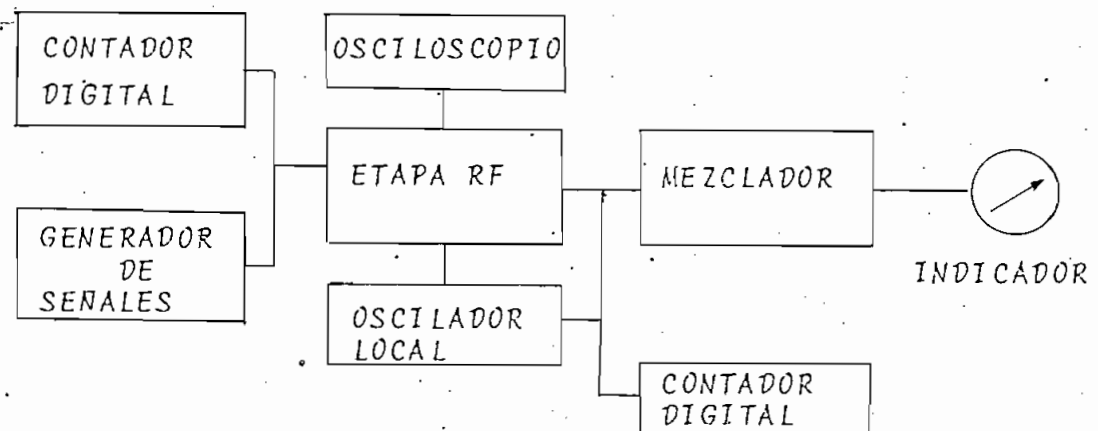 CONTADOR
DIGITAL
OSCILOSCOPIO
ETAPA RF
MEZCLADOR
GENERADOR
DE
SEÑALES
INDICADOR
OSCILADOR
LOCAL
CONTADOR
DIGITAL